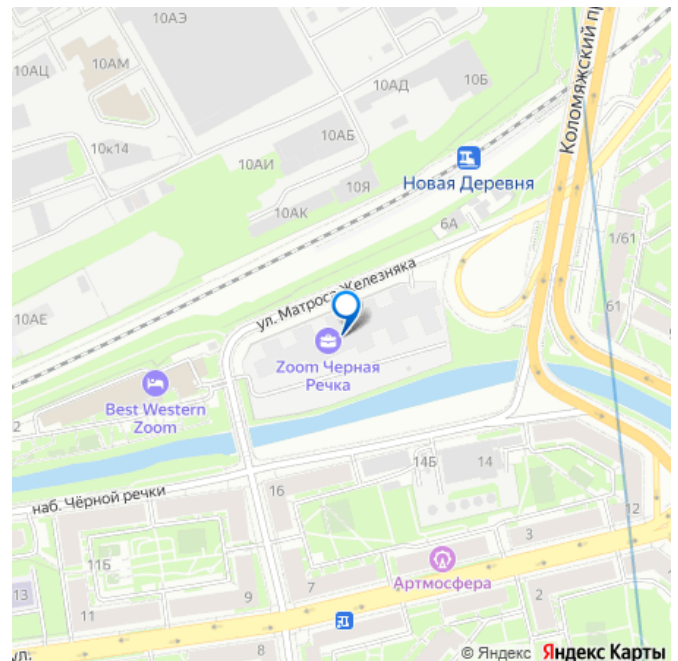 10АЭ
10АЦ
10АМ
10АД
10Б
10к14
10АБ
10АИ
10Я
10АК
Коломяжский пр
Новая Деревня
6А
1/61
61
10АЕ
ул. Матроса Железняка
Zoom Черная
Речка
Best Western
Zoom
2
наб. Чёрной речки
16
14Б
14
12
11Б
3
Артмосфера
13
11
9
7
2
8
ул.
© Яндекс Яндекс Карты